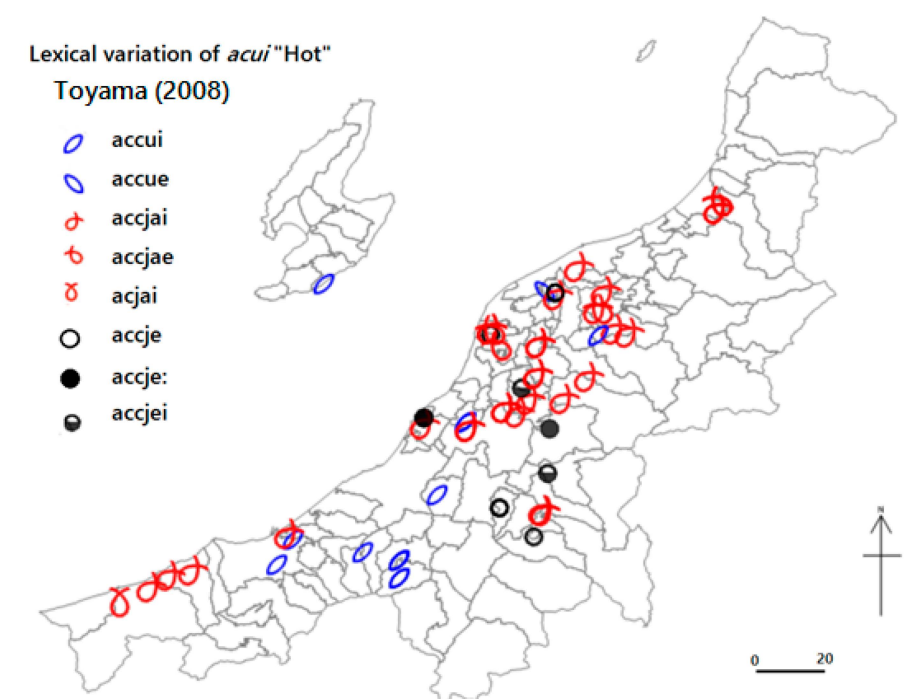 Lexical variation of acui "Hot"
Toyama (2008)
accui
accue
accjai
accjae
acjai
accje
accje:
accjei
N
0 20